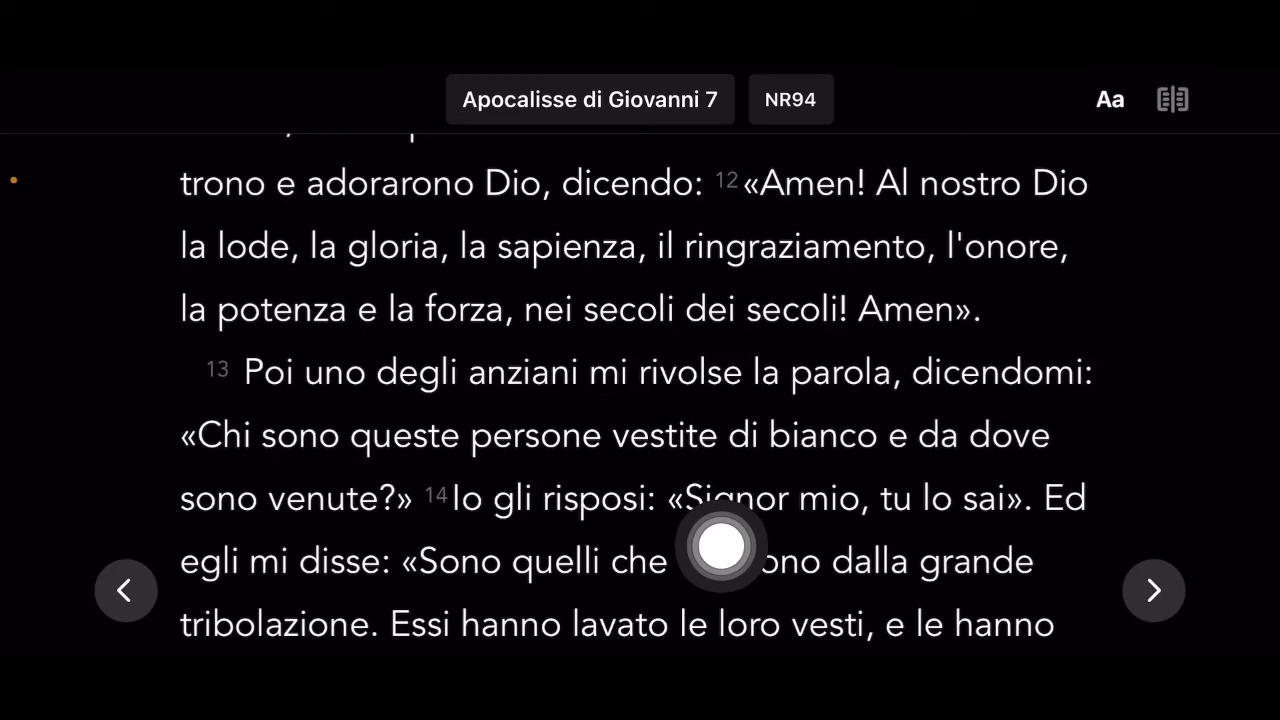 Apocalisse di Giovanni 7 NR94 Aa
trono e adorarono Dio, dicendo: 12 «Amen! Al nostro Dio
la lode, la gloria, la sapienza, il ringraziamento, l'onore,
la potenza e la forza, nei secoli dei secoli! Amen».
13 Poi uno degli anziani mi rivolse la parola, dicendomi:
«Chi sono queste persone vestite di bianco e da dove
sono venute?» 14 Io gli risposi: «Signor mio, tu lo sai». Ed
egli mi disse: «Sono quelli che dalla grande
tribolazione. Essi hanno lavato le loro vesti, e le hanno